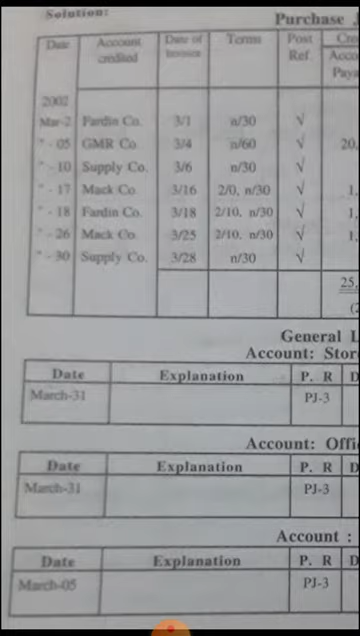 Solution:
Purchase
Date Account credited Date of Invoice Terms Post Ref.
2002
Mar-2 Fardin Co. 3/1 n/30 √
" - 05 GMR Co. 3/4 n/60 √ 20,
" - 10 Supply Co. 3/6 n/30 √
" - 17 Mack Co. 3/16 2/0, n/30 √ 1,
" - 18 Fardin Co. 3/18 2/10, n/30 √ 1,
" - 26 Mack Co. 3/25 2/10, n/30 √ 1,
" - 30 Supply Co. 3/28 n/30 √
25,
(2
General L
Account: Stor
Date Explanation P. R D
March-31 PJ-3
Account: Offi
Date Explanation P. R D
March-31 PJ-3
Account :
Date Explanation P. R D
March-05 PJ-3